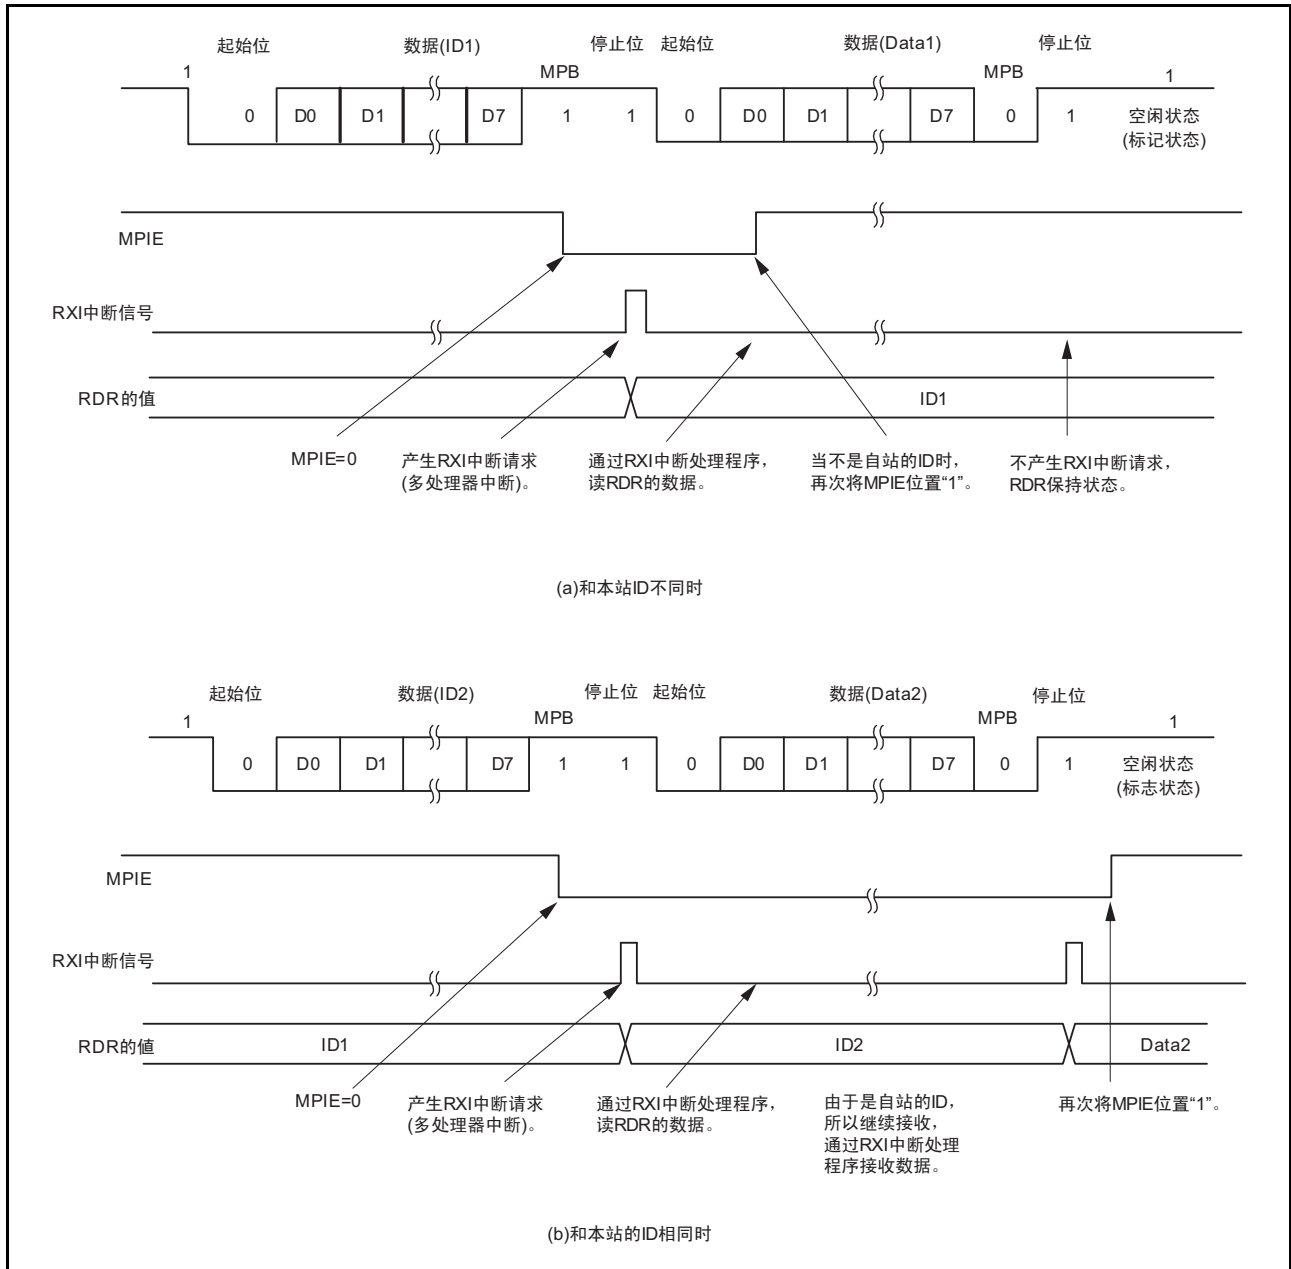 起始位 数据(ID1) 停止位 起始位 数据(Data1) 停止位
1 MPB MPB 1
0 D0 D1 D7 1 1 0 D0 D1 D7 0 1 空闲状态
(标记状态)
MPIE
RXI中断信号
RDR的值 ID1
MPIE=0
产生RXI中断请求
(多处理器中断)。
通过RXI中断处理程序，
读RDR的数据。
当不是自站的ID时，
再次将MPIE位置“1”。
不产生RXI中断请求，
RDR保持状态。
(a)和本站ID不同时
起始位 数据(ID2) 停止位 起始位 数据(Data2) 停止位
1 MPB MPB 1
0 D0 D1 D7 1 1 0 D0 D1 D7 0 1 空闲状态
(标志状态)
MPIE
RXI中断信号
RDR的值 ID1 ID2 Data2
MPIE=0
产生RXI中断请求
(多处理器中断)。
通过RXI中断处理程序，
读RDR的数据。
由于是自站的ID，
所以继续接收，
通过RXI中断处理
程序接收数据。
再次将MPIE位置“1”。
(b)和本站的ID相同时